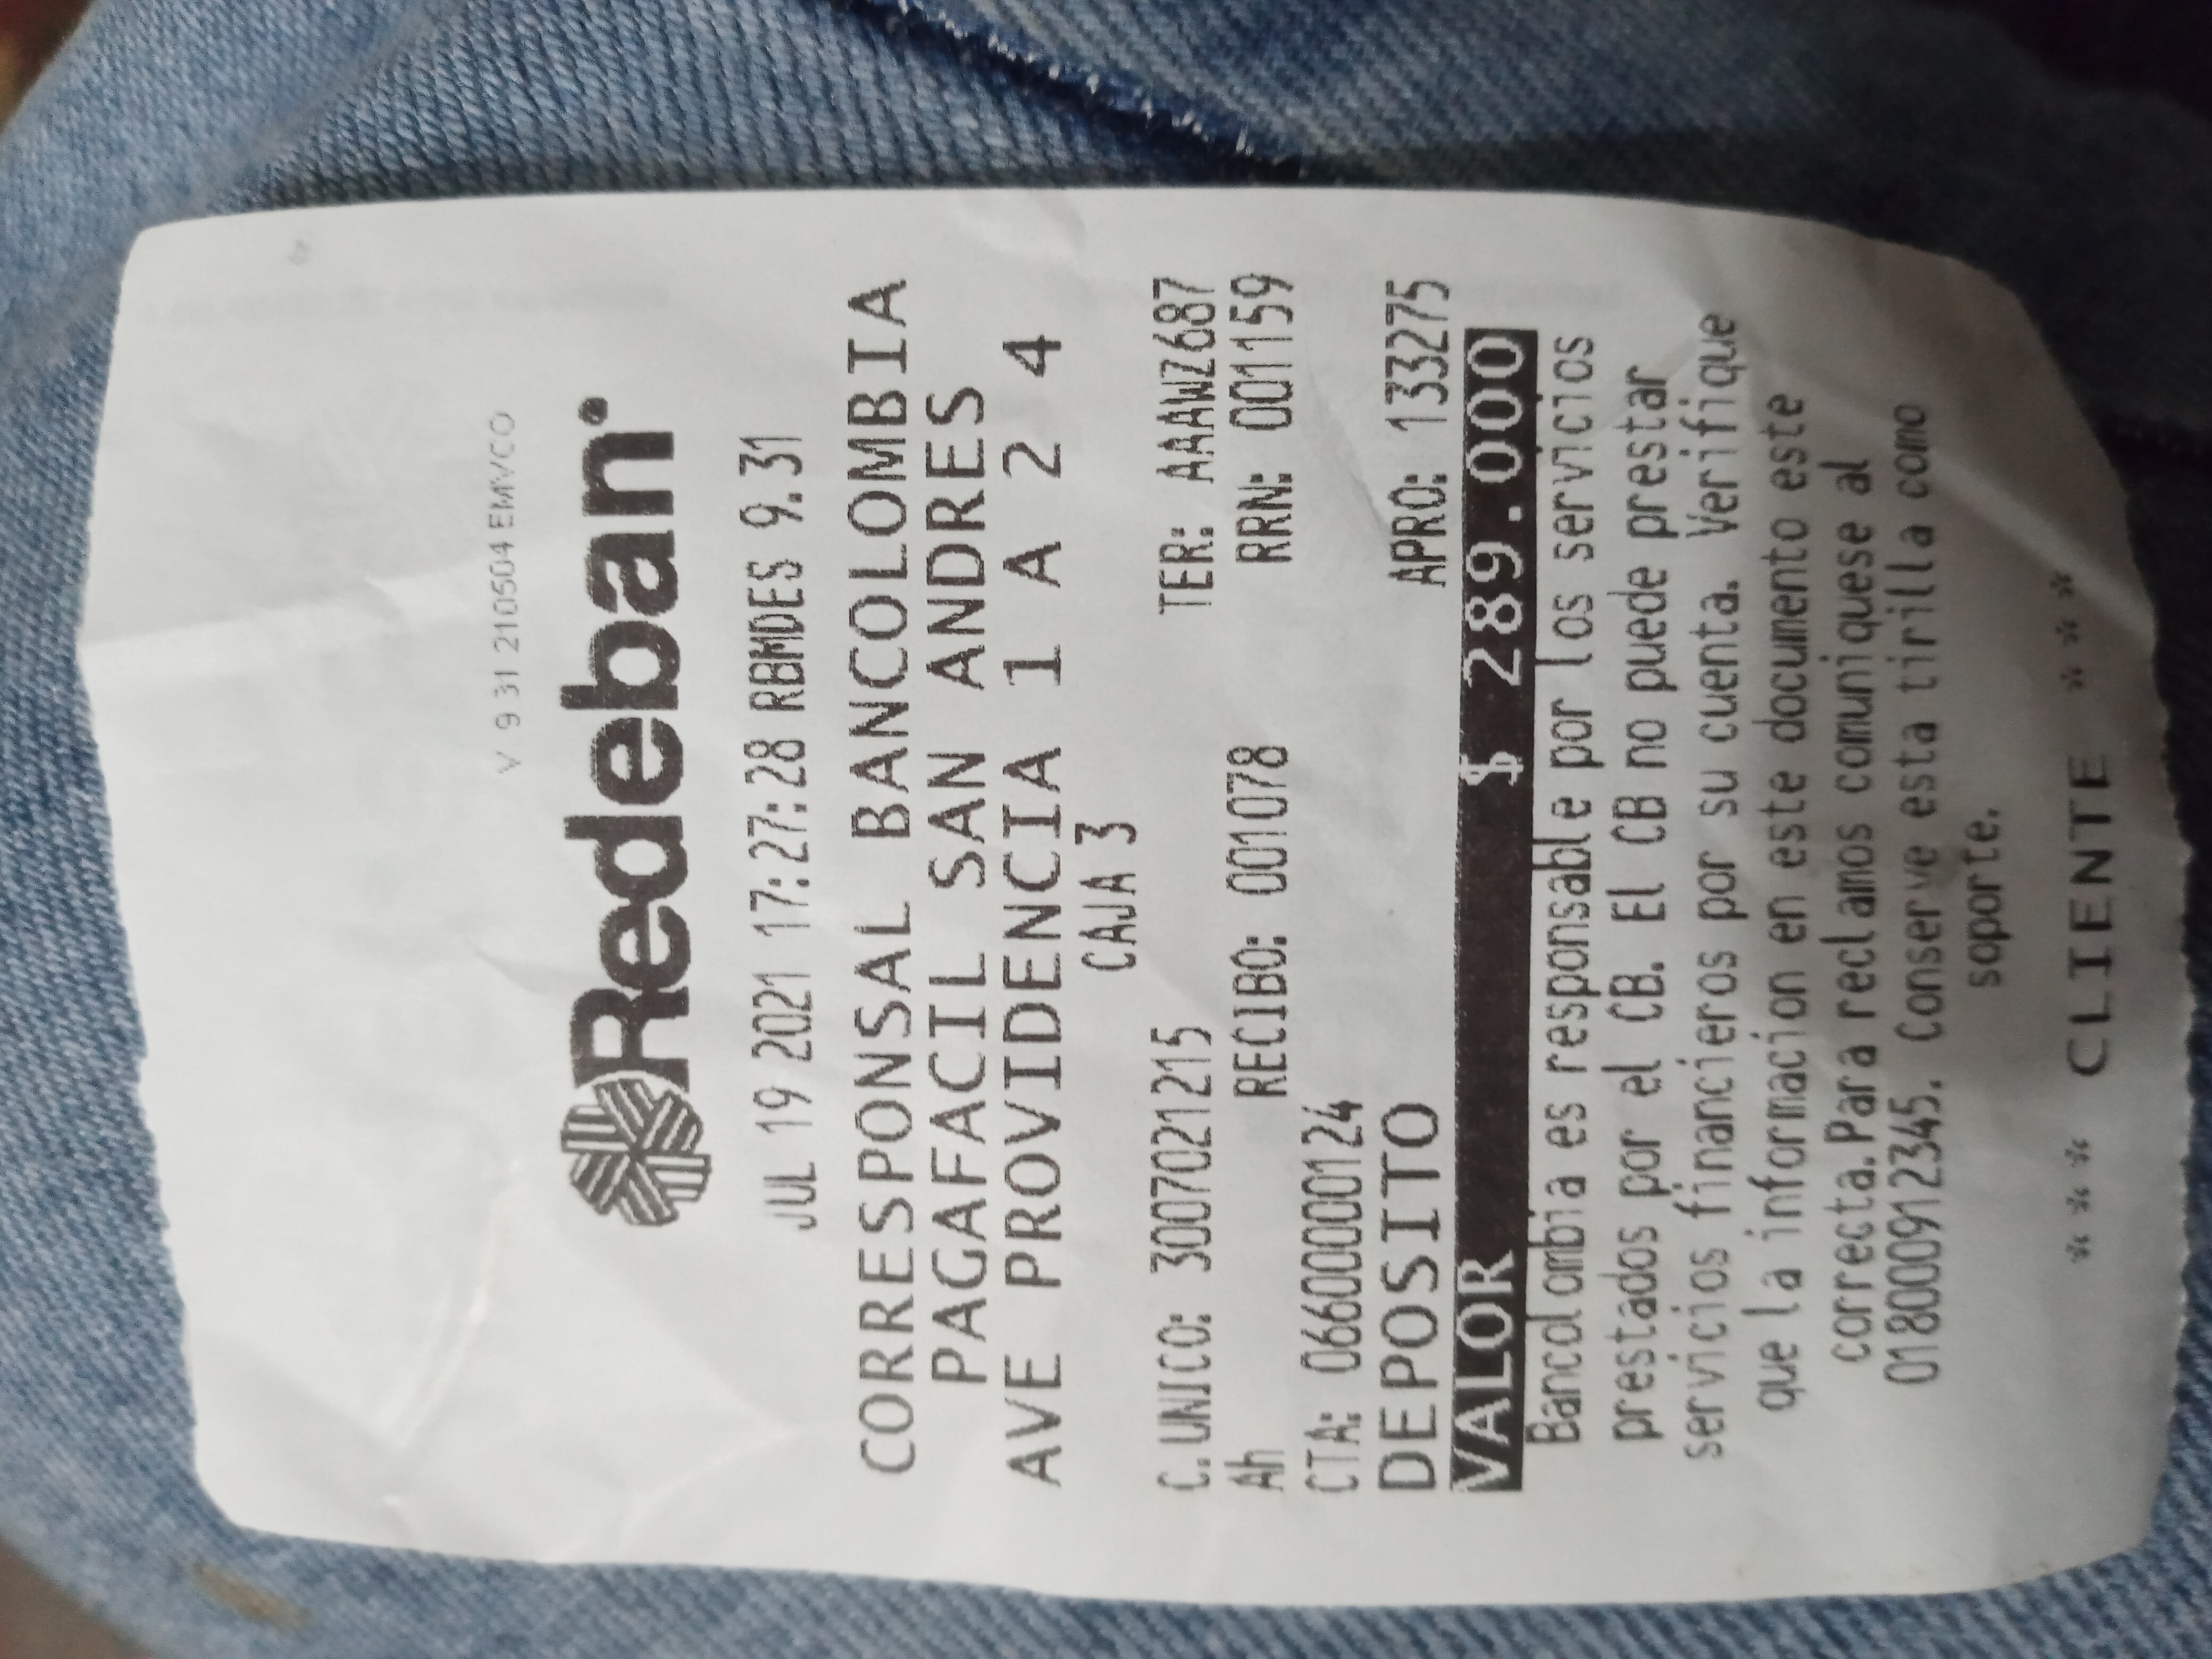 V 9 31 210504 EMVCO
Redeban
JUL 19 2021 17:27:28 RBMDES 9.31
CORRESPONSAL BANCOLOMBIA
PAGAFACIL SAN ANDRES
AVE PROVIDENCIA 1 A 2 4
CAJA 3
C.UNICO: 3007021215 TER: AAAWZ687
Ah RECIBO: 001078 RRN: 001159
CTA: 06600000124
DEPOSITO APRO: 133275
VALOR $ 289.000
Bancolombia es responsable por los servicios
prestados por el CB. El CB no puede prestar
servicios financieros por su cuenta. Verifique
que la informacion en este documento este
correcta.Para reclamos comuniquese al
018000912345. Conserve esta tirilla como
soporte.
*** CLIENTE ***